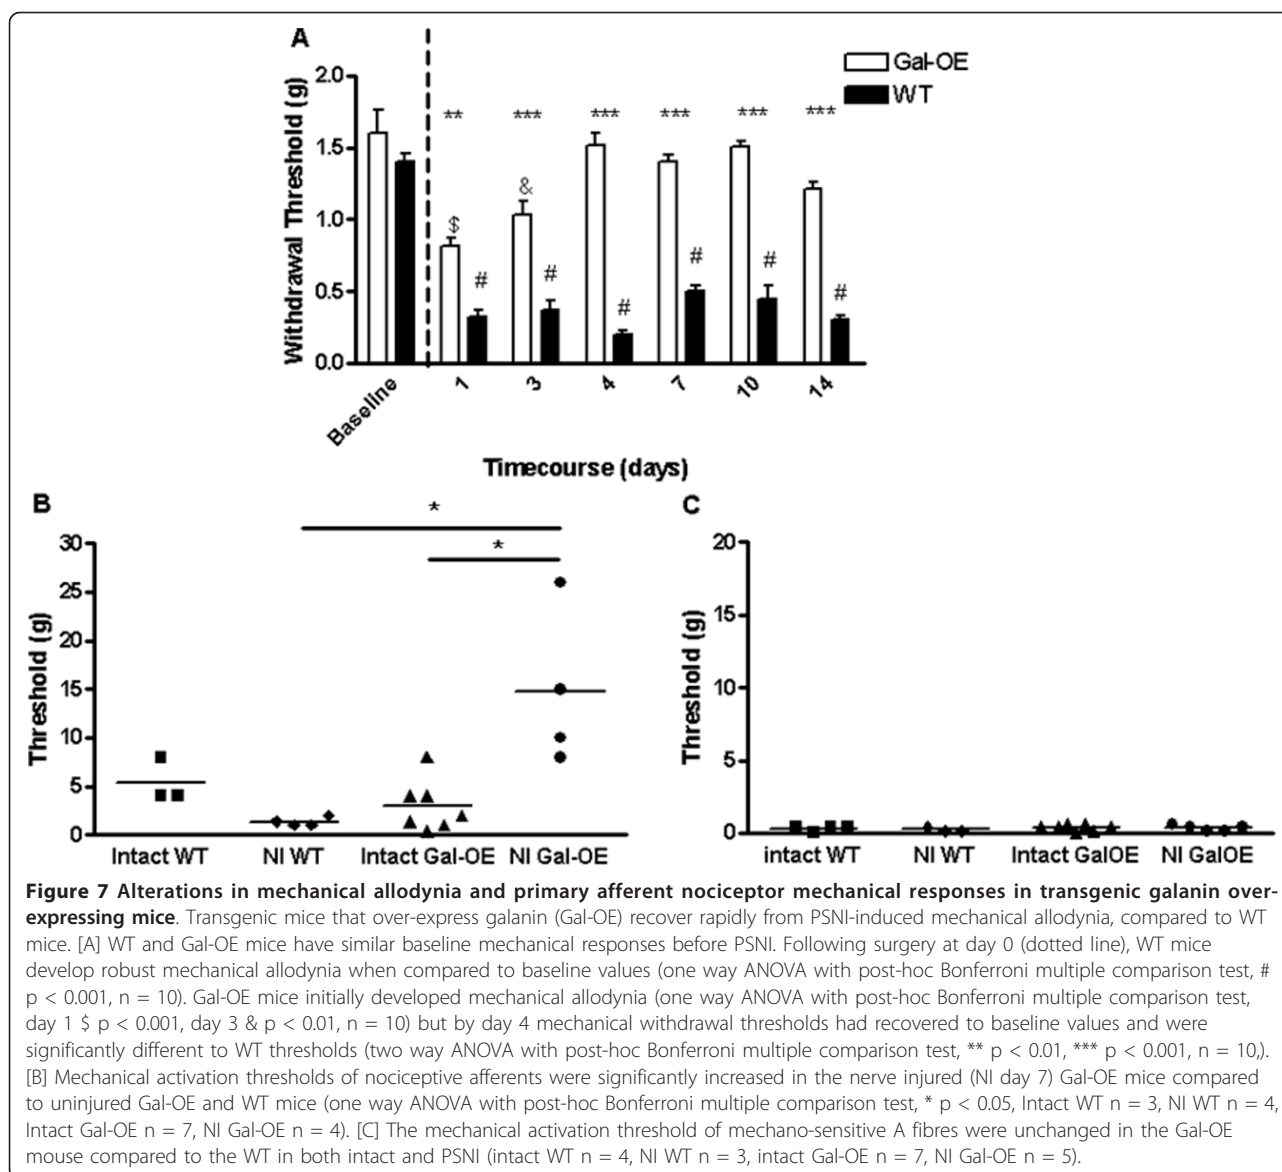 A
Gal-OE
WT
Withdrawal Threshold (g)
2.0
1.5
1.0
0.5
0.0
** *** *** *** *** ***
$ &
# # # # # #
Baseline 1 3 4 7 10 14
Timecourse (days)
B
*
*
Threshold (g)
30
25
20
15
10
5
0
Intact WT NI WT Intact Gal-OE NI Gal-OE
C
Threshold (g)
20
15
10
5
0
intact WT NI WT Intact GalOE NI GalOE
Figure 7 Alterations in mechanical allodynia and primary afferent nociceptor mechanical responses in transgenic galanin over-
expressing mice. Transgenic mice that over-express galanin (Gal-OE) recover rapidly from PSNI-induced mechanical allodynia, compared to WT
mice. [A] WT and Gal-OE mice have similar baseline mechanical responses before PSNI. Following surgery at day 0 (dotted line), WT mice
develop robust mechanical allodynia when compared to baseline values (one way ANOVA with post-hoc Bonferroni multiple comparison test, #
p < 0.001, n = 10). Gal-OE mice initially developed mechanical allodynia (one way ANOVA with post-hoc Bonferroni multiple comparison test,
day 1 $ p < 0.001, day 3 & p < 0.01, n = 10) but by day 4 mechanical withdrawal thresholds had recovered to baseline values and were
significantly different to WT thresholds (two way ANOVA with post-hoc Bonferroni multiple comparison test, ** p < 0.01, *** p < 0.001, n = 10,).
[B] Mechanical activation thresholds of nociceptive afferents were significantly increased in the nerve injured (NI day 7) Gal-OE mice compared
to uninjured Gal-OE and WT mice (one way ANOVA with post-hoc Bonferroni multiple comparison test, * p < 0.05, Intact WT n = 3, NI WT n = 4,
Intact Gal-OE n = 7, NI Gal-OE n = 4). [C] The mechanical activation threshold of mechano-sensitive A fibres were unchanged in the Gal-OE
mouse compared to the WT in both intact and PSNI (intact WT n = 4, NI WT n = 3, intact Gal-OE n = 7, NI Gal-OE n = 5).